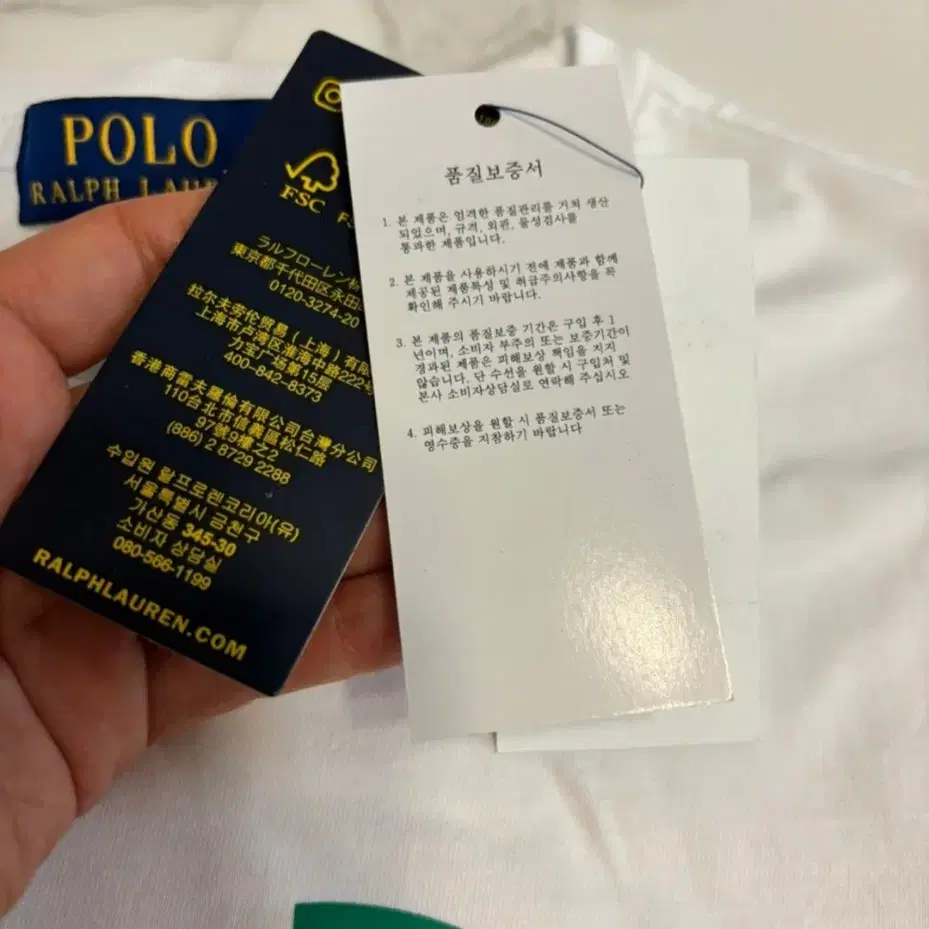 POLO
RALPH LAU
FSC
ラルフローレン
東京都千代田区永田
0120-3274-20
拉尔夫劳伦贸易(上海)有限
上海市卢湾区淮海中路222号
力宝广场第15层
400-842-8373
香港商雷夫羅倫有限公司台灣分公司
110台北市信義區松仁路
97號9樓之2
(886) 2 8729 2288
수입원 랄프로렌코리아(유)
서울특별시 금천구
가산동 345-30
소비자 상담실
080-566-1199
RALPHLAUREN.COM
품질보증서
1. 본 제품은 엄격한 품질관리를 거쳐 생산
되었으며, 규격, 외관, 물성검사를
통과한 제품입니다.
2. 본 제품을 사용하시기 전에 제품과 함께
제공된 제품특성 및 취급주의사항을 꼭
확인해 주시기 바랍니다.
3. 본 제품의 품질보증 기간은 구입 후 1
년이며, 소비자 부주의 또는 보증기간이
경과된 제품은 피해보상 책임을 지지
않습니다. 단 수선을 원할 시 구입처 및
본사 소비자상담실로 연락해 주십시오
4. 피해보상을 원할 시 품질보증서 또는
영수중을 지참하기 바랍니다